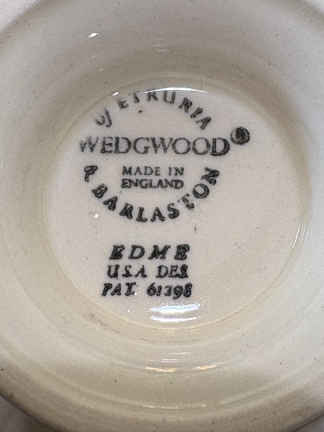 of ETRURIA
WEDGWOOD®
MADE IN
ENGLAND
& BARLASTON
EDME
U.S.A DES.
PAT. 61398